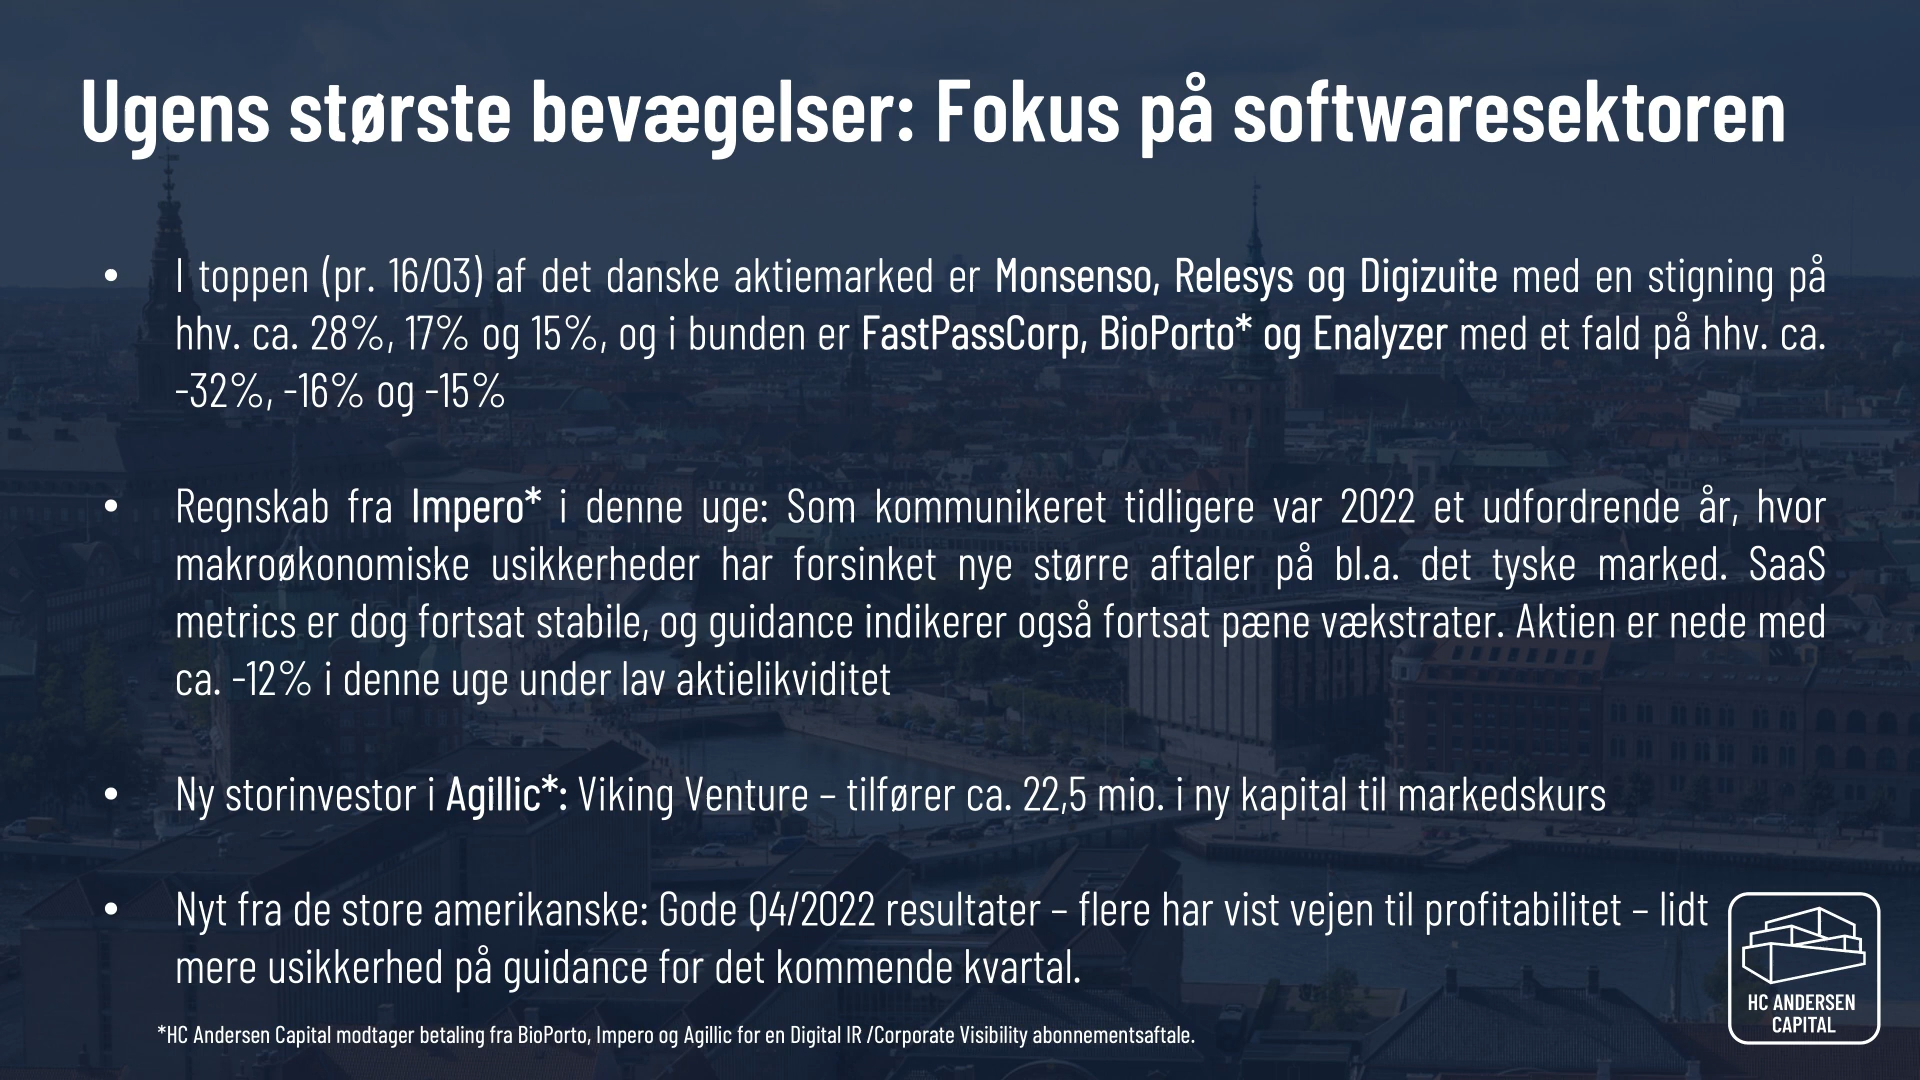 Ugens største bevægelser: Fokus på softwaresektoren
• I toppen (pr. 16/03) af det danske aktiemarked er Monsenso, Relesys og Digizuite med en stigning på
hhv. ca. 28%, 17% og 15%, og i bunden er FastPassCorp, BioPorto* og Enalyzer med et fald på hhv. ca.
-32%, -16% og -15%
• Regnskab fra Impero* i denne uge: Som kommunikeret tidligere var 2022 et udfordrende år, hvor
makroøkonomiske usikkerheder har forsinket nye større aftaler på bl.a. det tyske marked. SaaS
metrics er dog fortsat stabile, og guidance indikerer også fortsat pæne vækstrater. Aktien er nede med
ca. -12% i denne uge under lav aktielikviditet
• Ny storinvestor i Agillic*: Viking Venture – tilfører ca. 22,5 mio. i ny kapital til markedskurs
• Nyt fra de store amerikanske: Gode Q4/2022 resultater – flere har vist vejen til profitabilitet – lidt
mere usikkerhed på guidance for det kommende kvartal.
*HC Andersen Capital modtager betaling fra BioPorto, Impero og Agillic for en Digital IR /Corporate Visibility abonnementsaftale.
HC ANDERSEN
CAPITAL